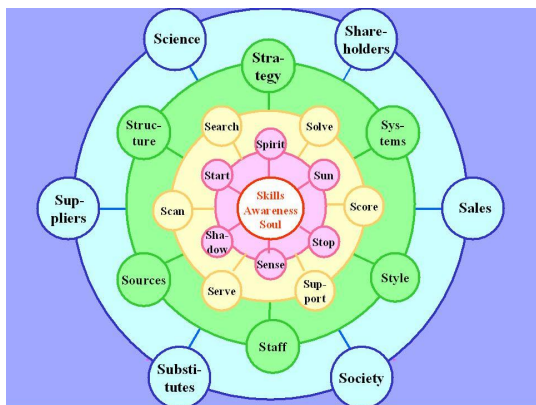 Science
Share-
holders
Stra-
tegy
Struc-
ture
Sys-
tems
Search
Solve
Spirit
Start
Sun
Sup-
pliers
Scan
Skills
Awareness
Soul
Score
Sales
Sha-
dow
Stop
Sense
Sources
Serve
Sup-
port
Style
Staff
Substi-
tutes
Society